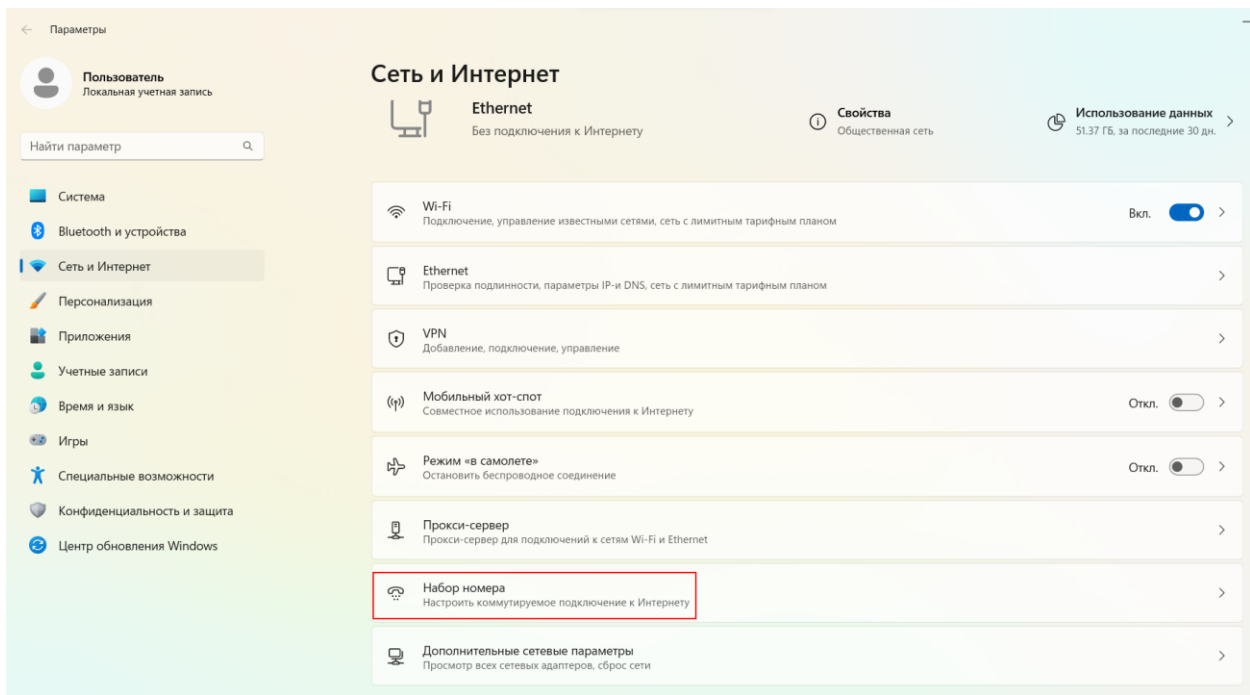 Параметры
Пользователь
Локальная учетная запись
Найти параметр
Система
Bluetooth и устройства
Сеть и Интернет
Персонализация
Приложения
Учетные записи
Время и язык
Игры
Специальные возможности
Конфиденциальность и защита
Центр обновления Windows
Сеть и Интернет
Ethernet
Без подключения к Интернету
Свойства
Общественная сеть
Использование данных
51.37 ГБ, за последние 30 дн.
Wi-Fi
Подключение, управление известными сетями, сеть с лимитным тарифным планом
Вкл.
Ethernet
Проверка подлинности, параметры IP-и DNS, сеть с лимитным тарифным планом
VPN
Добавление, подключение, управление
Мобильный хот-спот
Совместное использование подключения к Интернету
Откл.
Режим «в самолете»
Остановить беспроводное соединение
Откл.
Прокси-сервер
Прокси-сервер для подключений к сетям Wi-Fi и Ethernet
Набор номера
Настроить коммутируемое подключение к Интернету
Дополнительные сетевые параметры
Просмотр всех сетевых адаптеров, сброс сети